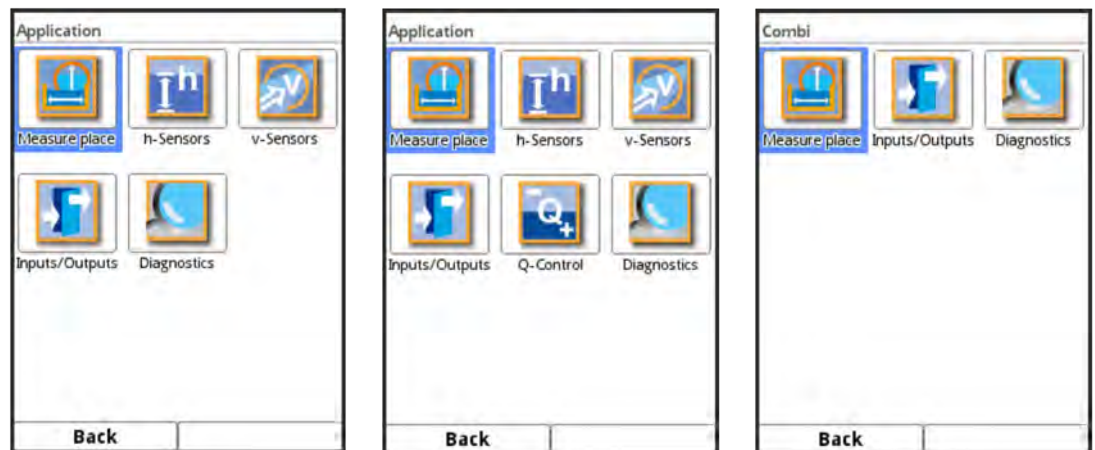 Application
h
v
Measure place h-Sensors v-Sensors
Inputs/Outputs Diagnostics
Back
Application
h
v
Measure place h-Sensors v-Sensors
Q
Inputs/Outputs Q-Control Diagnostics
Back
Combi
Measure place Inputs/Outputs Diagnostics
Back